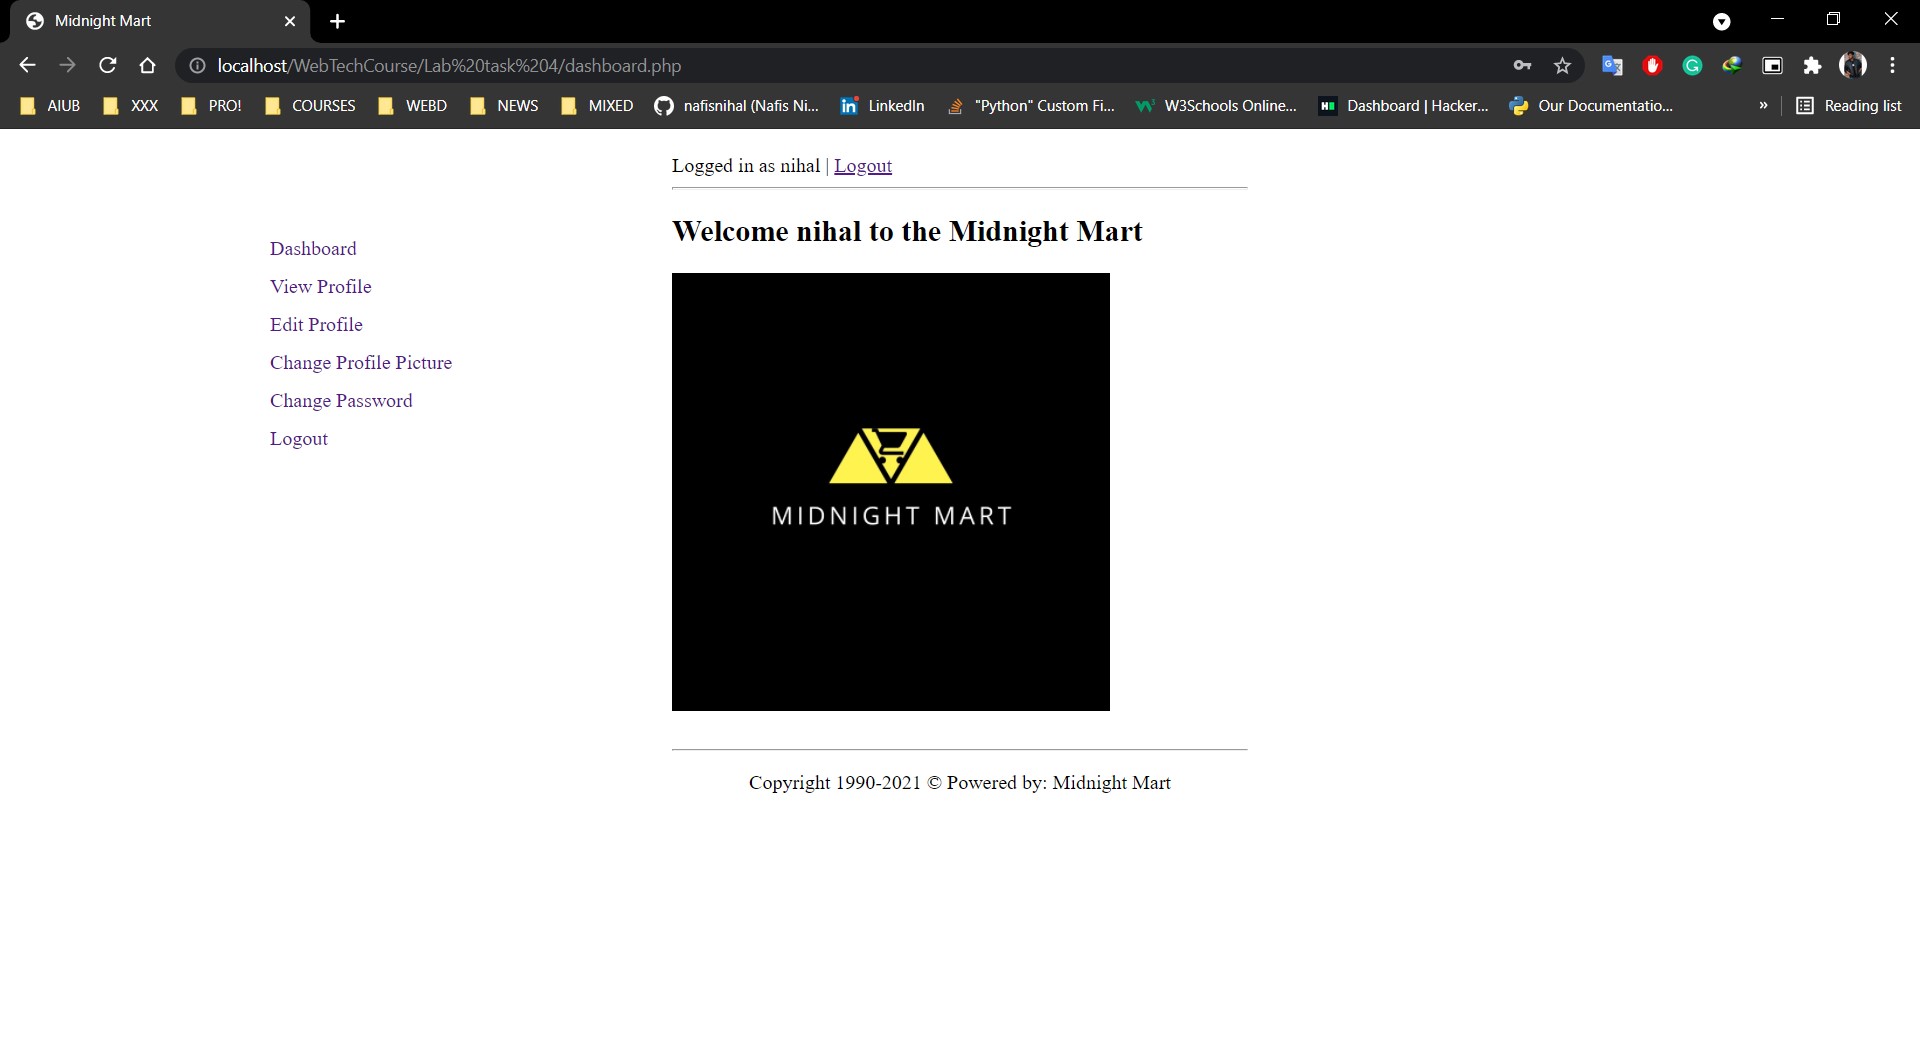 Midnight Mart
localhost/WebTechCourse/Lab%20task%204/dashboard.php
AIUB XXX PRO! COURSES WEBD NEWS MIXED nafisnihal (Nafis Ni... LinkedIn "Python" Custom Fi... W3Schools Online... Dashboard | Hacker... Our Documentatio... » Reading list
Logged in as nihal | Logout
Welcome nihal to the Midnight Mart
Dashboard
View Profile
Edit Profile
Change Profile Picture
Change Password
Logout
MIDNIGHT MART
Copyright 1990-2021 © Powered by: Midnight Mart